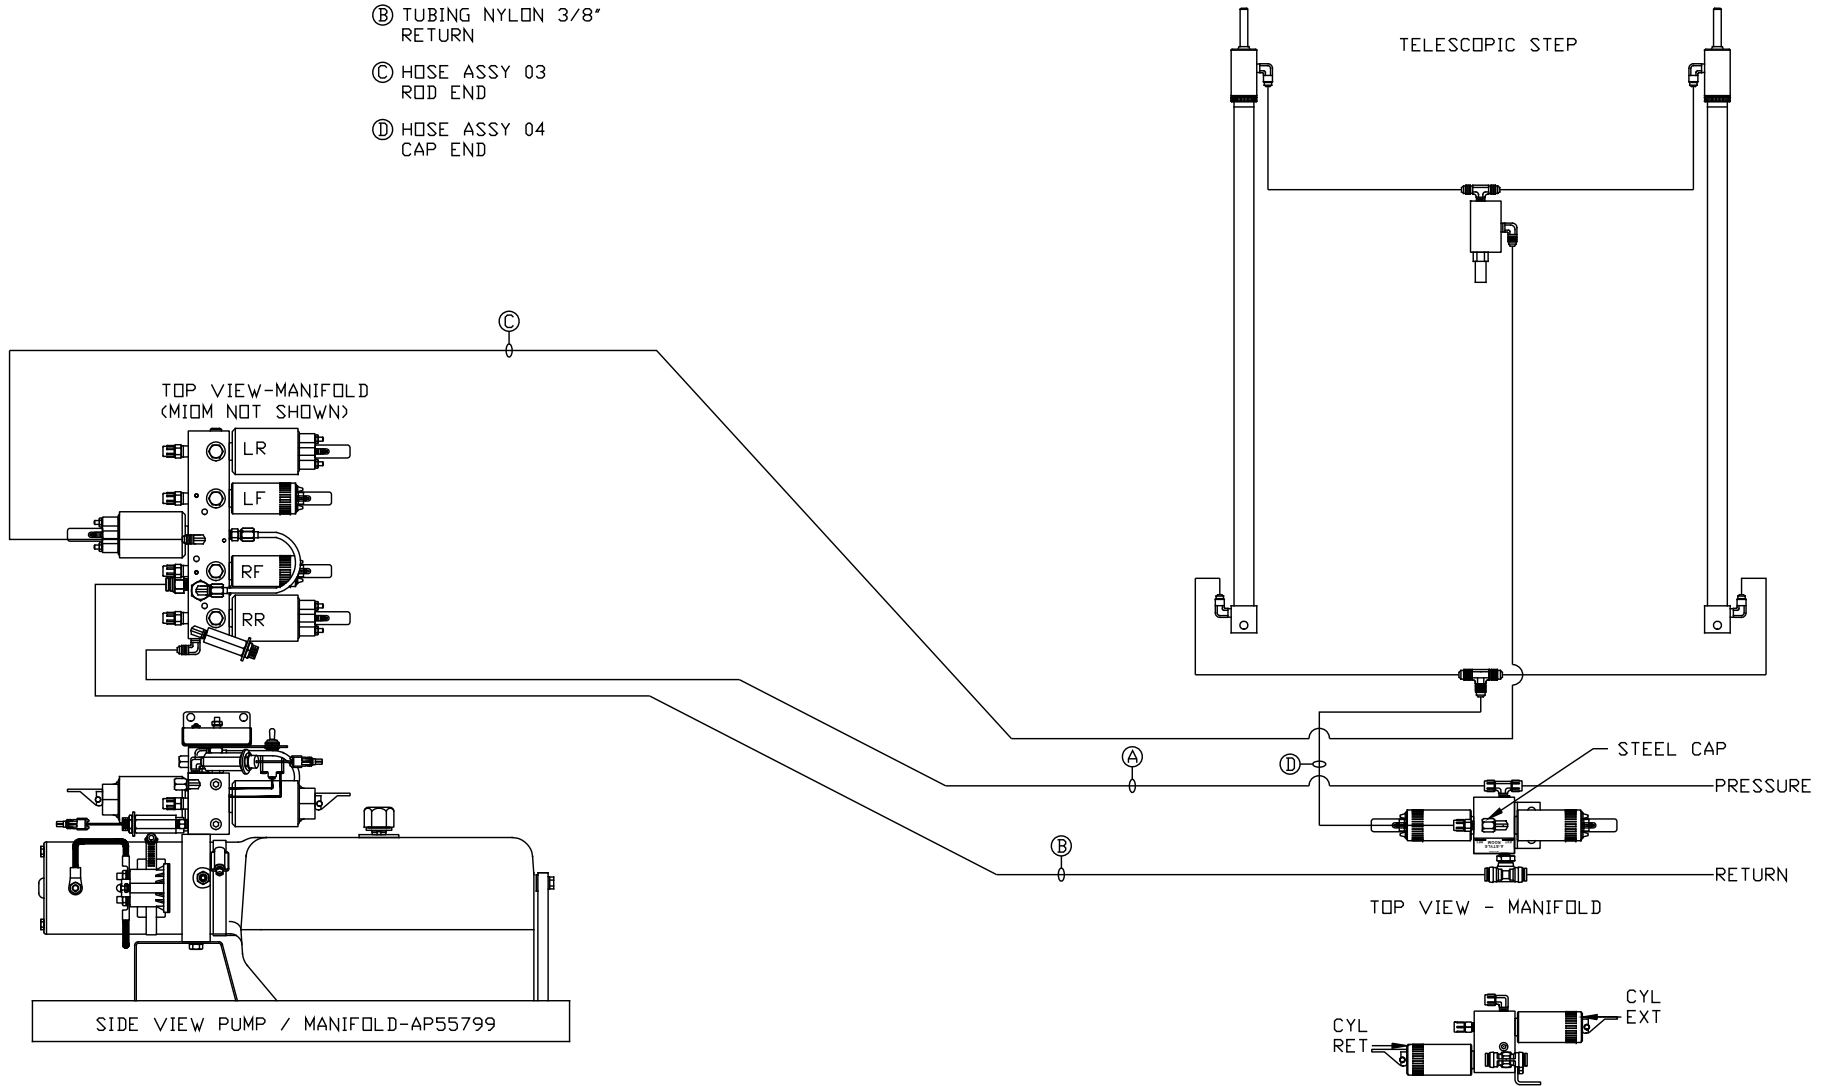 Ⓑ TUBING NYLON 3/8"
RETURN
Ⓒ HOSE ASSY 03
ROD END
Ⓓ HOSE ASSY 04
CAP END
TELESCOPIC STEP
C
TOP VIEW-MANIFOLD
(MIOM NOT SHOWN)
LR
LF
RF
RR
STEEL CAP
A
D
PRESSURE
B
RETURN
TOP VIEW - MANIFOLD
SIDE VIEW PUMP / MANIFOLD-AP55799
CYL
EXT
CYL
RET